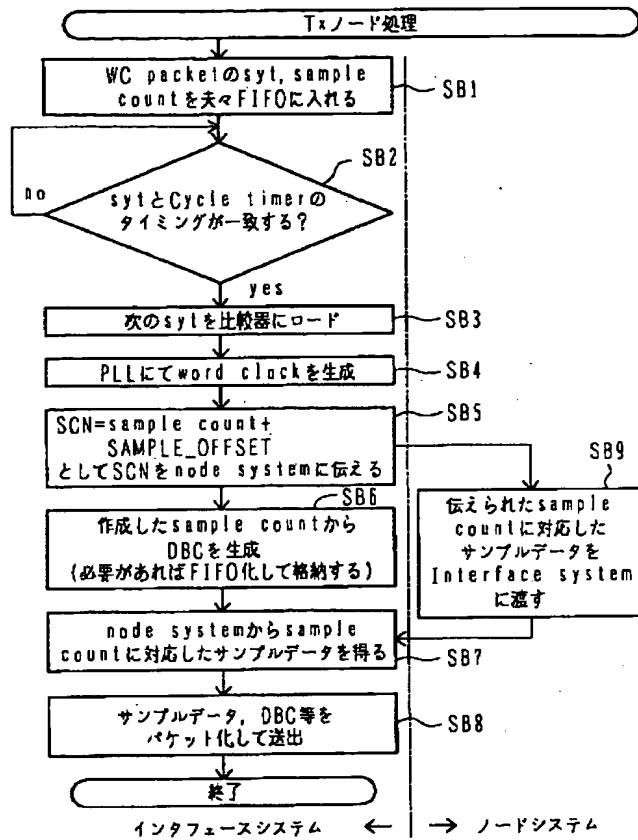 Txノード処理
WC packetのsyt, sample
countを夫々FIFOに入れる
SB1
SB2
no
sytとCycle timerの
タイミングが一致する?
yes
次のsytを比較器にロード
SB3
PLLにてword clockを生成
SB4
SB5
SCN=sample count+
SAMPLE_OFFSET
としてSCNをnode systemに伝える
SB6
作成したsample countから
DBCを生成
(必要があればFIFO化して格納する)
SB9
伝えられたsample
countに対応した
サンプルデータを
Interface system
に渡す
node systemからsample
countに対応したサンプルデータを得る
SB7
サンプルデータ, DBC等を
パケット化して送出
SB8
終了
インタフェースシステム ← → ノードシステム